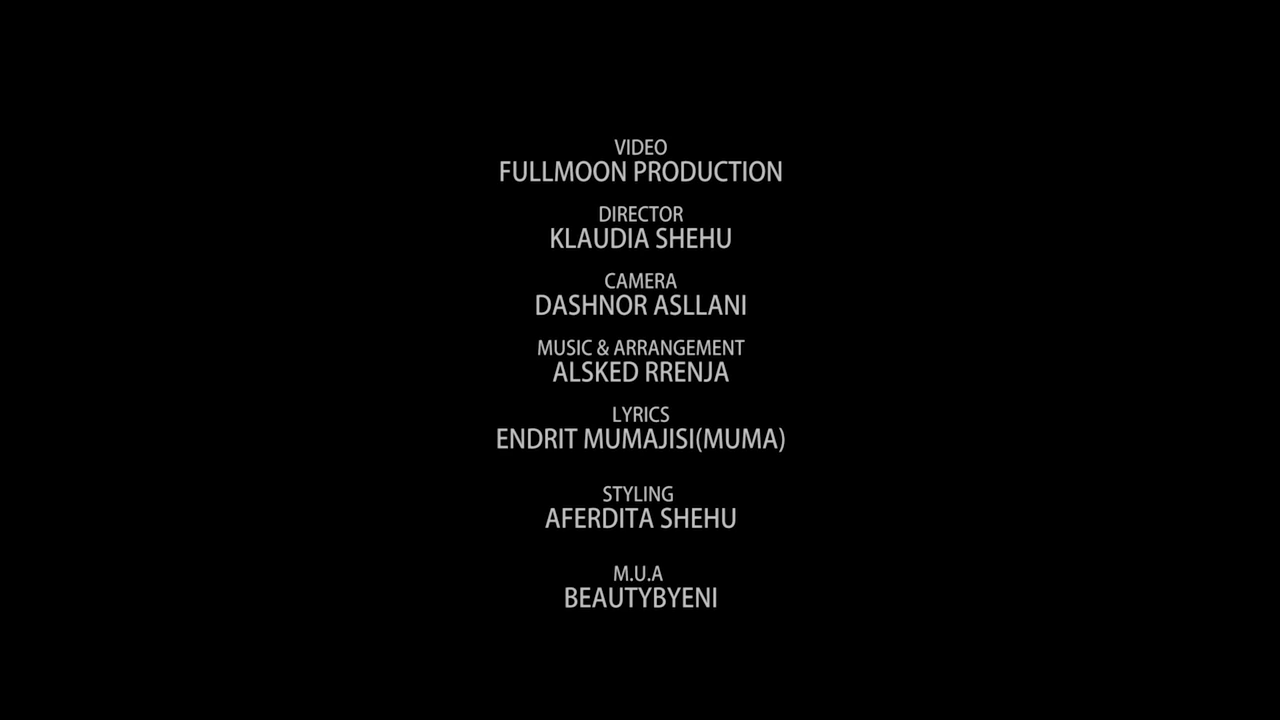 VIDEO
FULLMOON PRODUCTION
DIRECTOR
KLAUDIA SHEHU
CAMERA
DASHNOR ASLLANI
MUSIC & ARRANGEMENT
ALSKED RRENJA
LYRICS
ENDRIT MUMAJISI(MUMA)
STYLING
AFERDITA SHEHU
M.U.A
BEAUTYBYENI